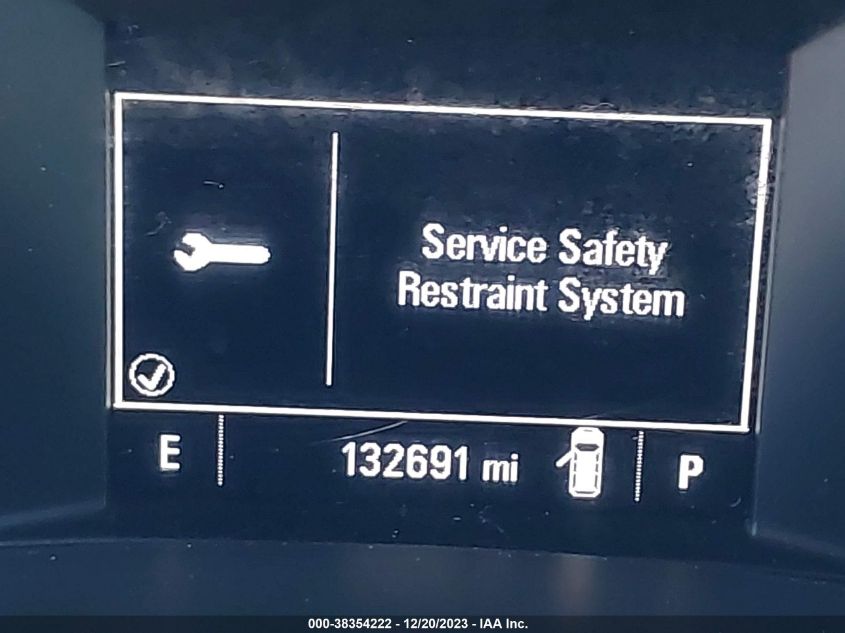 Service Safety
Restraint System
E 132691 mi P
000-38354222 - 12/20/2023 - IAA Inc.